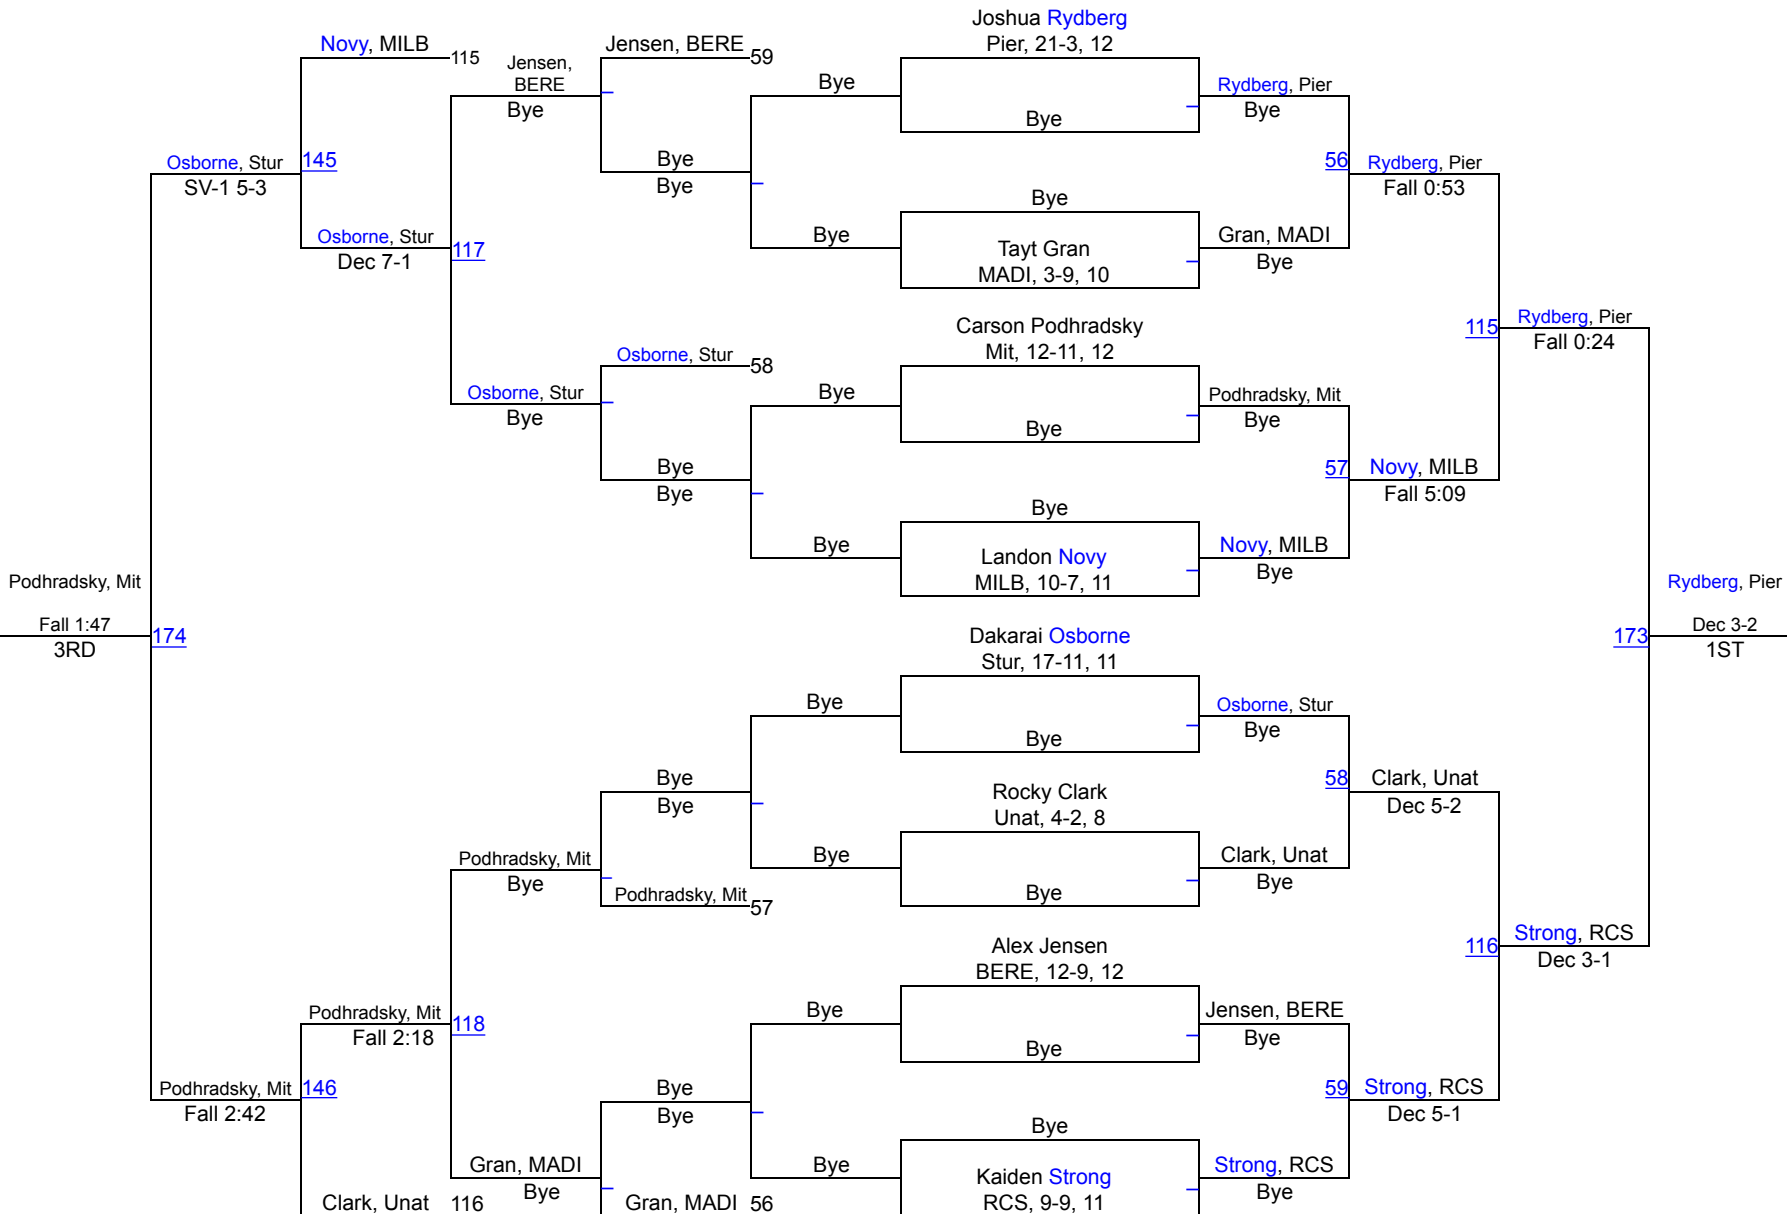 Joshua Rydberg
Pier, 21-3, 12
Novy, MILB
115
Jensen,
BERE
Bye
Jensen, BERE
59
Bye
Bye
Rydberg, Pier
Bye
Osborne, Stur
SV-1 5-3
145
Bye
Bye
56
Rydberg, Pier
Fall 0:53
Osborne, Stur
Dec 7-1
117
Bye
Bye
Tayt Gran
MADI, 3-9, 10
Gran, MADI
Bye
Carson Podhradsky
Mit, 12-11, 12
115
Rydberg, Pier
Fall 0:24
Osborne, Stur
58
Osborne, Stur
Bye
Bye
Bye
Podhradsky, Mit
Bye
Bye
Bye
57
Novy, MILB
Fall 5:09
Bye
Bye
Landon Novy
MILB, 10-7, 11
Novy, MILB
Bye
Podhradsky, Mit
Fall 1:47
3RD
174
Rydberg, Pier
173
Dec 3-2
1ST
Dakarai Osborne
Stur, 17-11, 11
Bye
Bye
Osborne, Stur
Bye
Bye
Bye
58
Clark, Unat
Dec 5-2
Rocky Clark
Unat, 4-2, 8
Podhradsky, Mit
Bye
Bye
Bye
Clark, Unat
Bye
Podhradsky, Mit
57
Alex Jensen
BERE, 12-9, 12
116
Strong, RCS
Dec 3-1
Podhradsky, Mit
Fall 2:18
118
Bye
Bye
Jensen, BERE
Bye
Podhradsky, Mit
Fall 2:42
146
Bye
Bye
59
Strong, RCS
Dec 5-1
Gran, MADI
Bye
Bye
Bye
Kaiden Strong
RCS, 9-9, 11
Strong, RCS
Bye
Clark, Unat
116
Gran, MADI
56